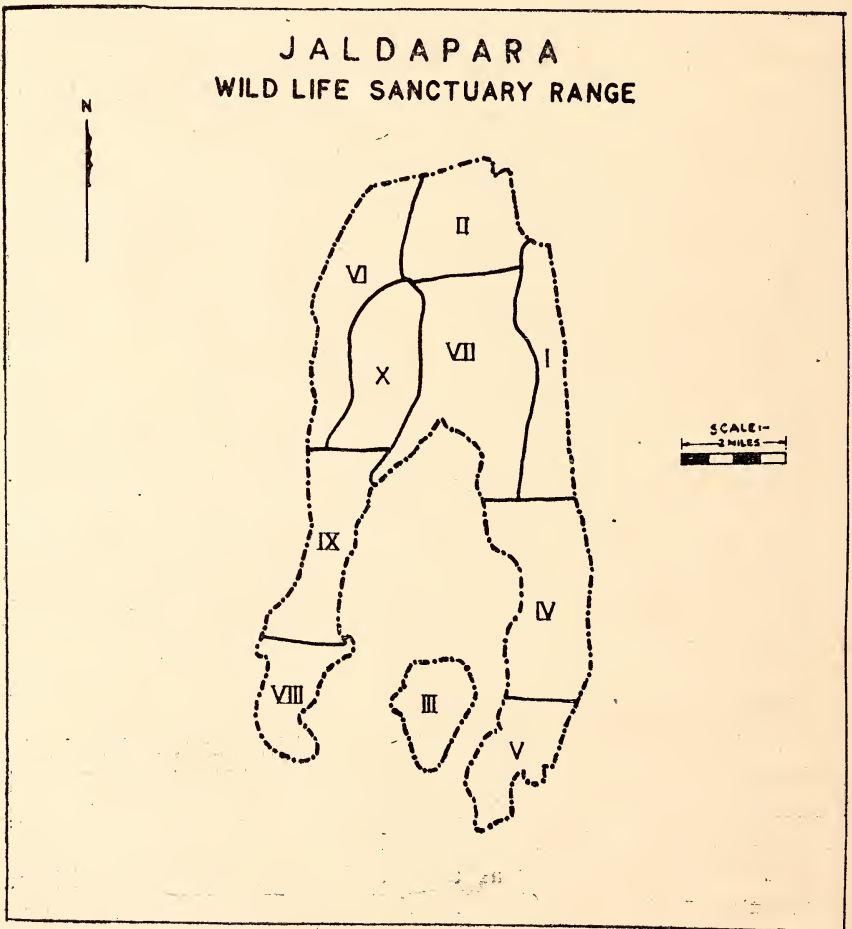 JALDAPARA
WILD LIFE SANCTUARY RANGE
N
II
VI
VII
I
X
SCALE:-
2 MILES
IX
IV
VIII
III
V